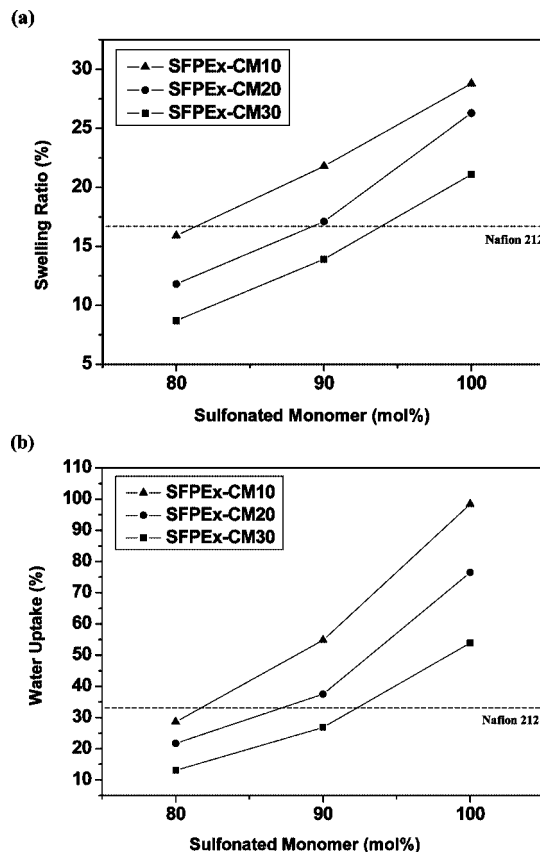 (a)
SFPEx-CM10
SFPEx-CM20
SFPEx-CM30
Swelling Ratio (%)
30
25
20
15
10
5
Nafion 212
80
90
100
Sulfonated Monomer (mol%)
(b)
SFPEx-CM10
SFPEx-CM20
SFPEx-CM30
Water Uptake (%)
110
100
90
80
70
60
50
40
30
20
10
Nafion 212
80
90
100
Sulfonated Monomer (mol%)